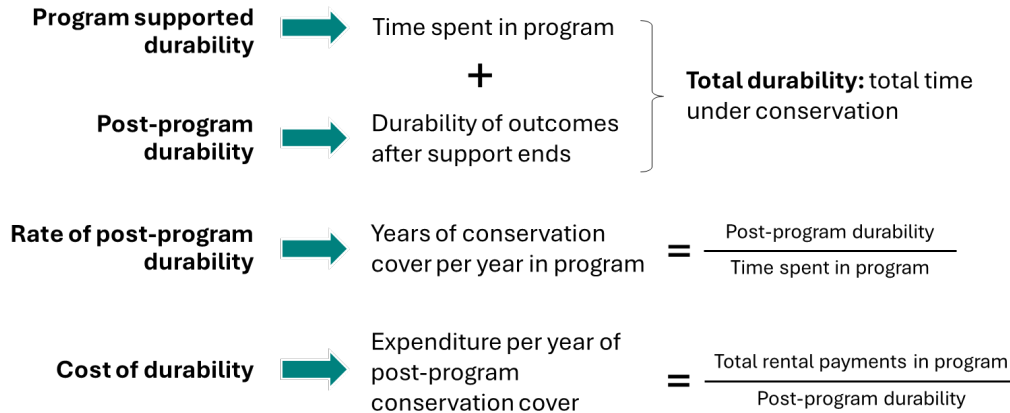 Program supported
durability
Time spent in program
+
Total durability: total time
under conservation
Post-program
durability
Durability of outcomes
after support ends
Rate of post-program
durability
Years of conservation
cover per year in program
=
Post-program durability
Time spent in program
Cost of durability
Expenditure per year of
post-program
conservation cover
=
Total rental payments in program
Post-program durability